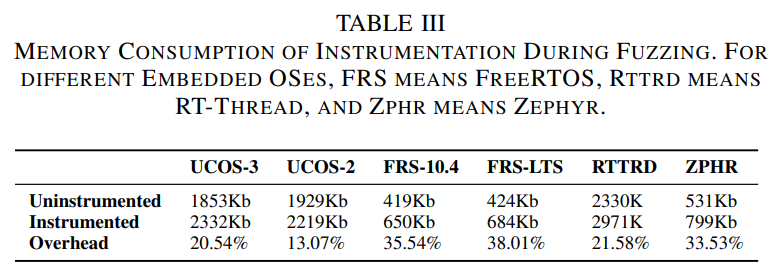 TABLE III
MEMORY CONSUMPTION OF INSTRUMENTATION DURING FUZZING. FOR
DIFFERENT EMBEDDED OSES, FRS MEANS FREERTOS, RTTRD MEANS
RT-THREAD, AND ZPHR MEANS ZEPHYR.
UCOS-3 UCOS-2 FRS-10.4 FRS-LTS RTTRD ZPHR
Uninstrumented 1853Kb 1929Kb 419Kb 424Kb 2330K 531Kb
Instrumented 2332Kb 2219Kb 650Kb 684Kb 2971K 799Kb
Overhead 20.54% 13.07% 35.54% 38.01% 21.58% 33.53%